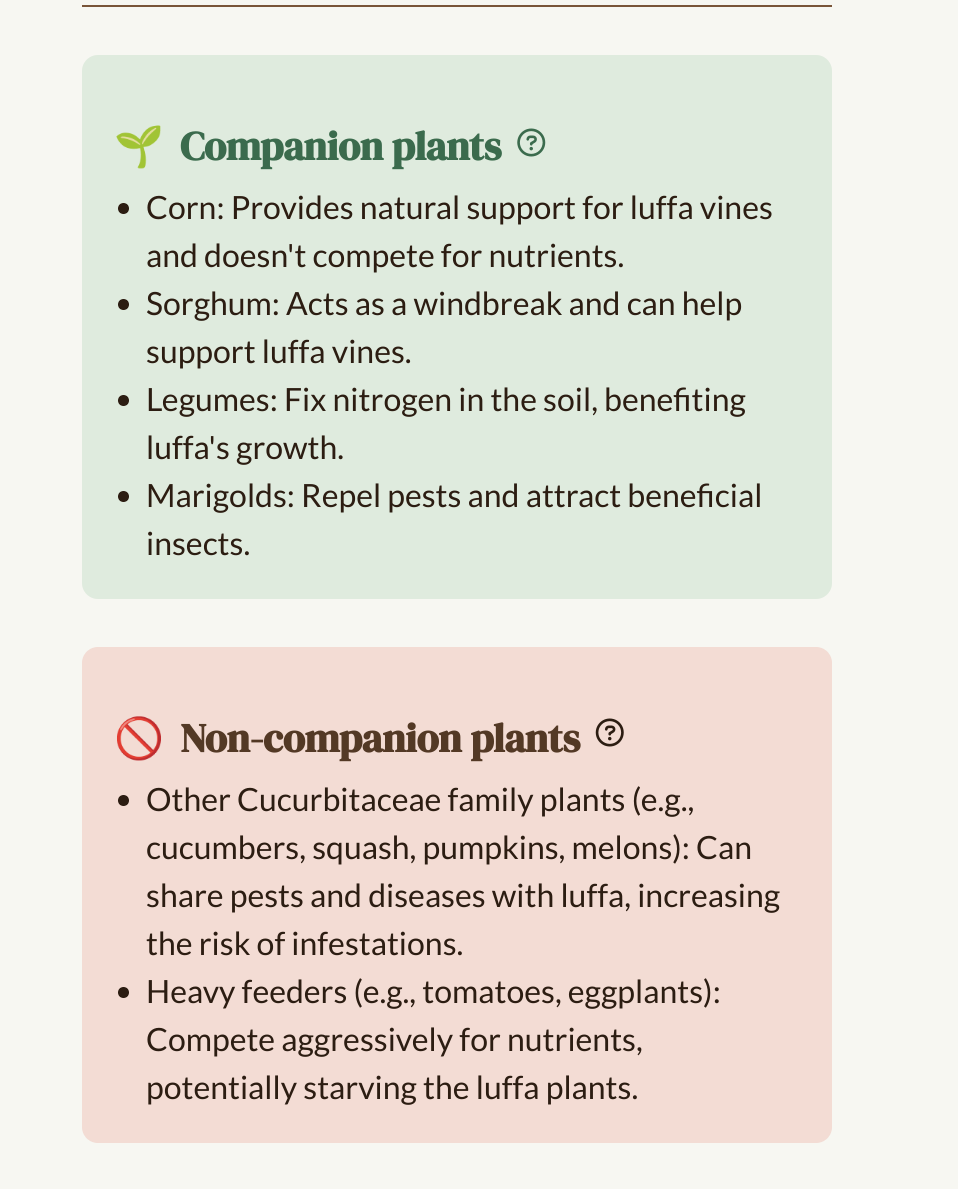 Companion plants
Corn: Provides natural support for luffa vines
and doesn't compete for nutrients.
Sorghum: Acts as a windbreak and can help
support luffa vines.
Legumes: Fix nitrogen in the soil, benefiting
luffa's growth.
Marigolds: Repel pests and attract beneficial
insects.
Non-companion plants
Other Cucurbitaceae family plants (e.g.,
cucumbers, squash, pumpkins, melons): Can
share pests and diseases with luffa, increasing
the risk of infestations.
Heavy feeders (e.g., tomatoes, eggplants):
Compete aggressively for nutrients,
potentially starving the luffa plants.